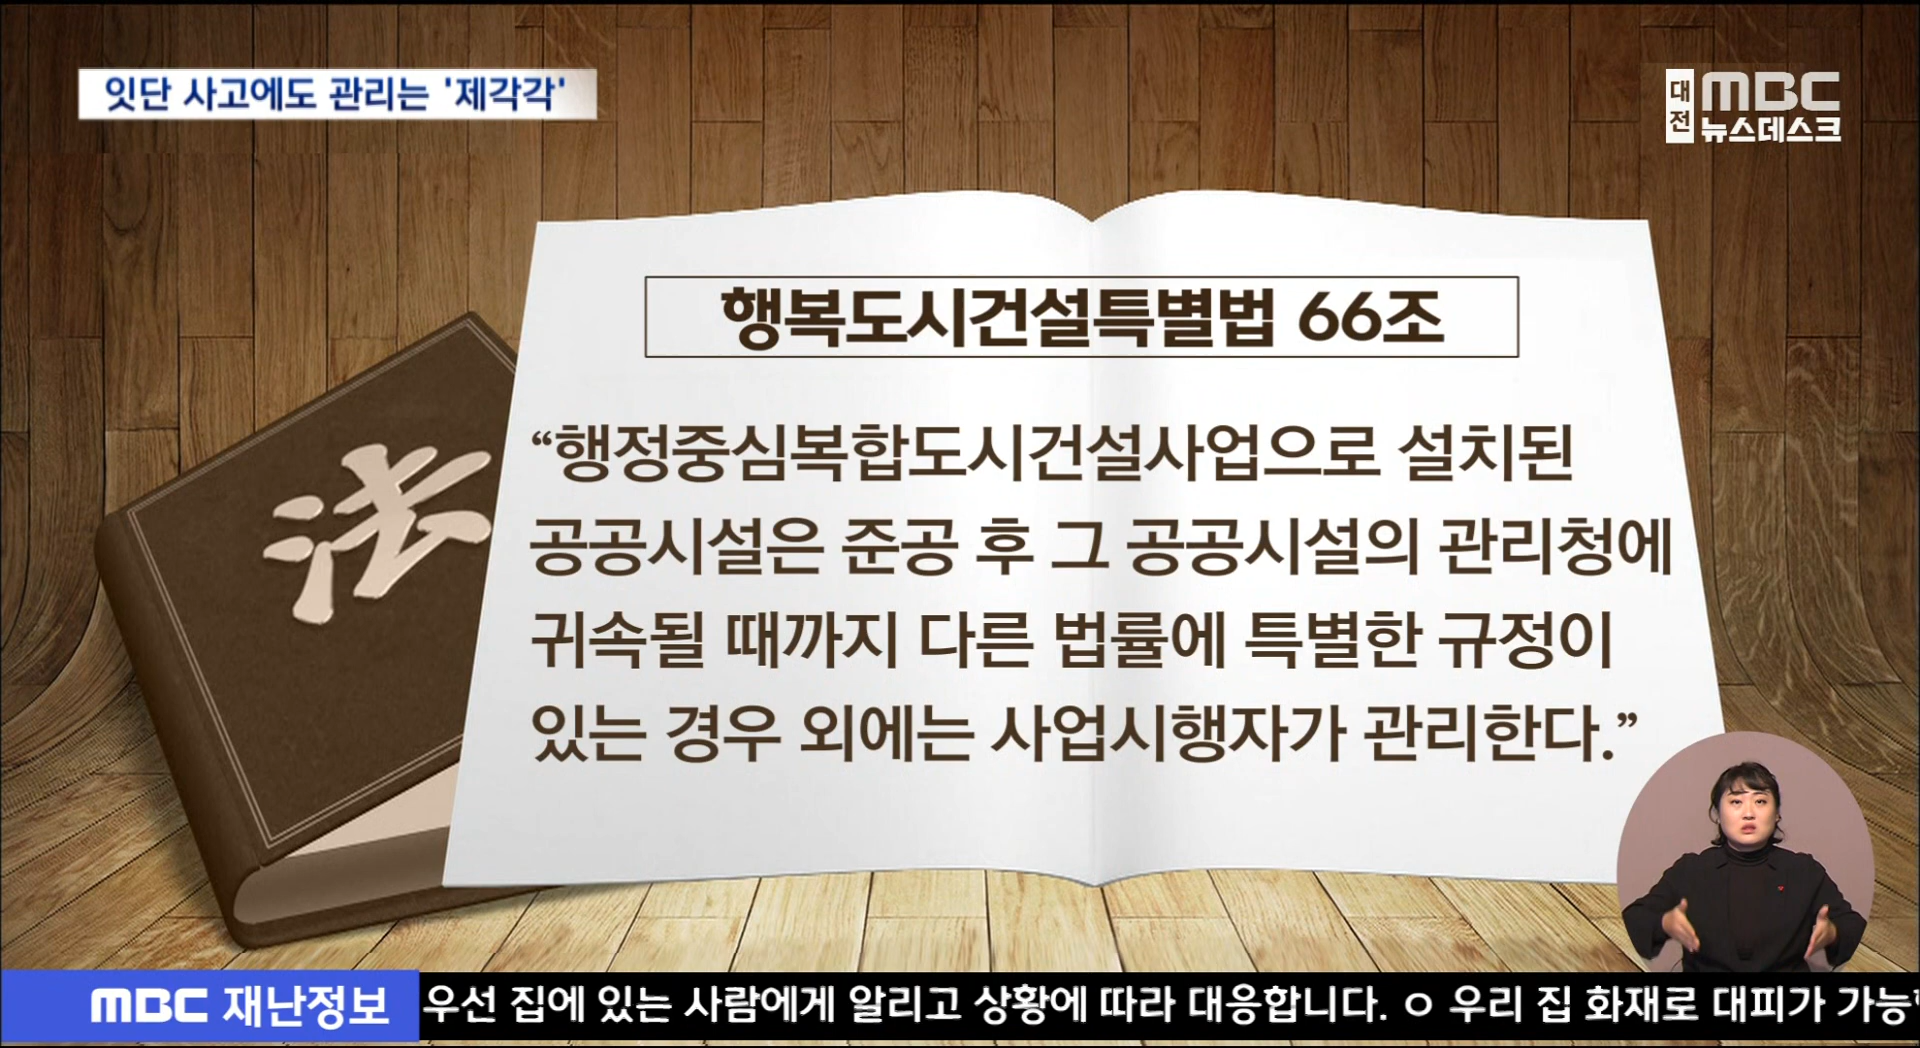 잇단 사고에도 관리는 '제각각'
대전 MBC
뉴스데스크
행복도시건설특별법 66조
“행정중심복합도시건설사업으로 설치된
공공시설은 준공 후 그 공공시설의 관리청에
귀속될 때까지 다른 법률에 특별한 규정이
있는 경우 외에는 사업시행자가 관리한다.”
法
MBC 재난정보 우선 집에 있는 사람에게 알리고 상황에 따라 대응합니다. ㅇ 우리 집 화재로 대피가